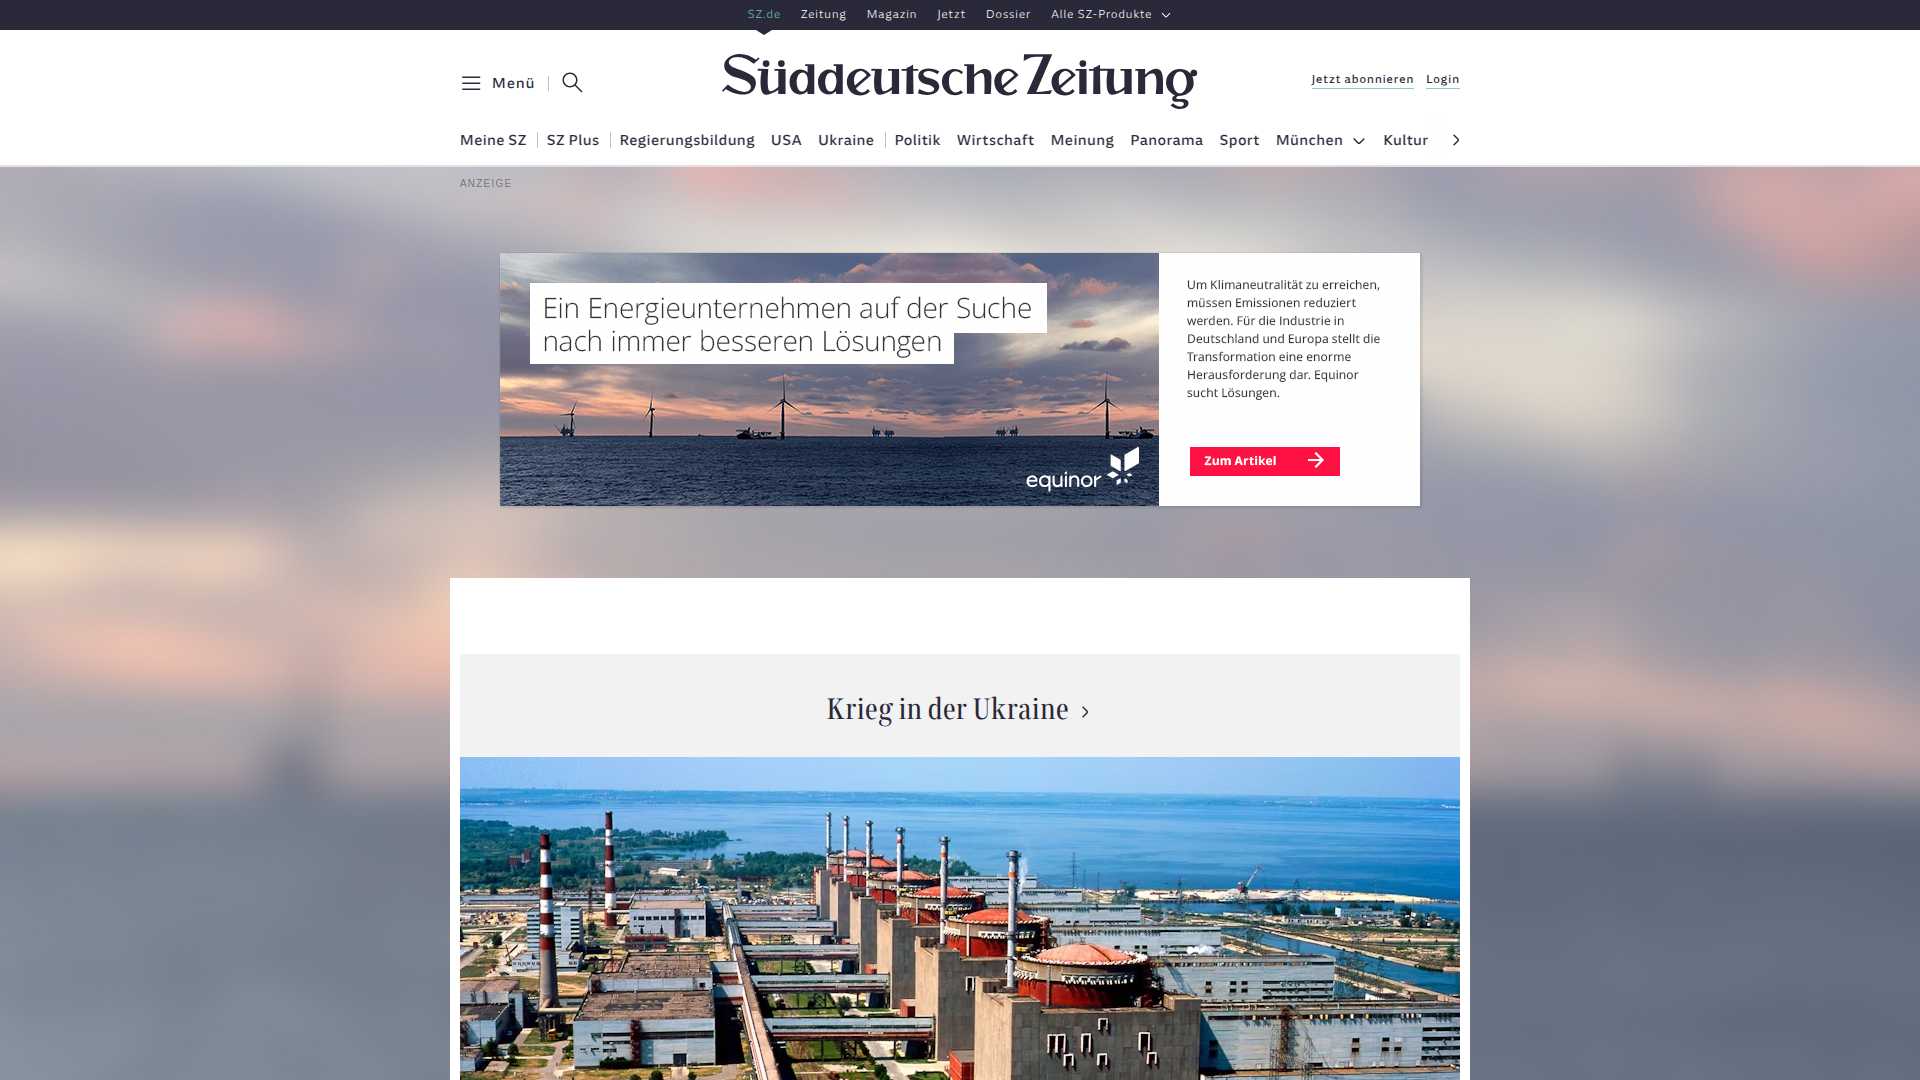 SZ.de Zeitung Magazin Jetzt Dossier Alle SZ-Produkte
Menü
Süddeutsche Zeitung
Jetzt abonnieren Login
Meine SZ SZ Plus Regierungsbildung USA Ukraine Politik Wirtschaft Meinung Panorama Sport München Kultur
ANZEIGE
Ein Energieunternehmen auf der Suche
nach immer besseren Lösungen
equinor
Um Klimaneutralität zu erreichen,
müssen Emissionen reduziert
werden. Für die Industrie in
Deutschland und Europa stellt die
Transformation eine enorme
Herausforderung dar. Equinor
sucht Lösungen.
Zum Artikel
Krieg in der Ukraine